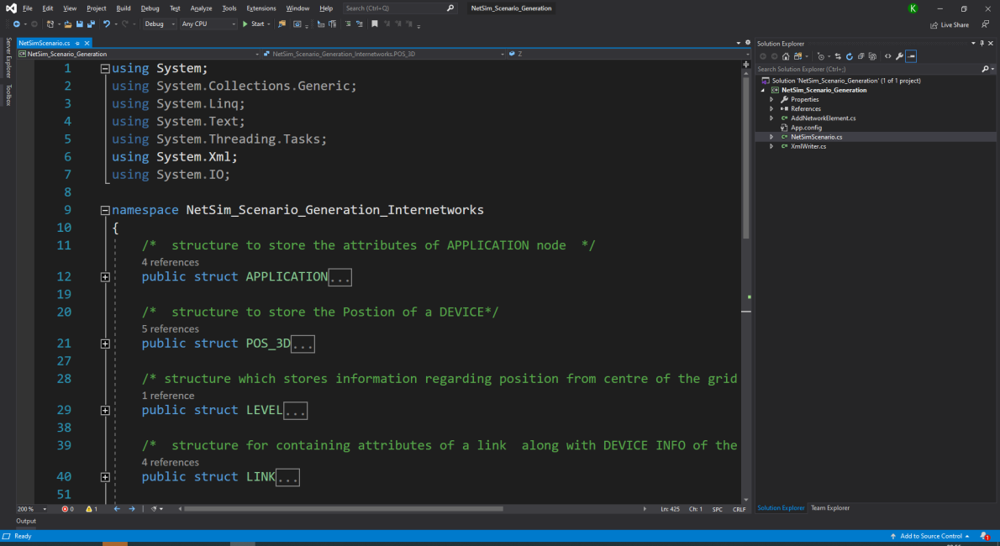 File Edit View Project Build Debug Test Analyze Tools Extensions Window Help Search (Ctrl+Q) NetSim_Scenario_Generation K
Debug Any CPU Start Live Share
Server Explorer
Toolbox
NetSimScenario.cs
NetSim_Scenario_Generation NetSim_Scenario_Generation_Internetworks.POS_3D Z
1 using System;
2 using System.Collections.Generic;
3 using System.Linq;
4 using System.Text;
5 using System.Threading.Tasks;
6 using System.Xml;
7 using System.IO;
8
9 namespace NetSim_Scenario_Generation_Internetworks
10 {
11 /* structure to store the attributes of APPLICATION node */
4 references
12 public struct APPLICATION...
19
20 /* structure to store the Postion of a DEVICE*/
5 references
21 public struct POS_3D...
27
28 /* structure which stores information regarding position from centre of the grid
1 reference
29 public struct LEVEL...
38
39 /* structure for containing attributes of a link along with DEVICE INFO of the
4 references
40 public struct LINK...
51
200 % 0 1 Ln: 425 Ch: 1 SPC CRLF
Output
Ready Add to Source Control 1
Solution Explorer
Search Solution Explorer (Ctrl+;)
Solution 'NetSim_Scenario_Generation' (1 of 1 project)
NetSim_Scenario_Generation
Properties
References
AddNetworkElement.cs
App.config
NetSimScenario.cs
XmlWriter.cs
Solution Explorer Team Explorer